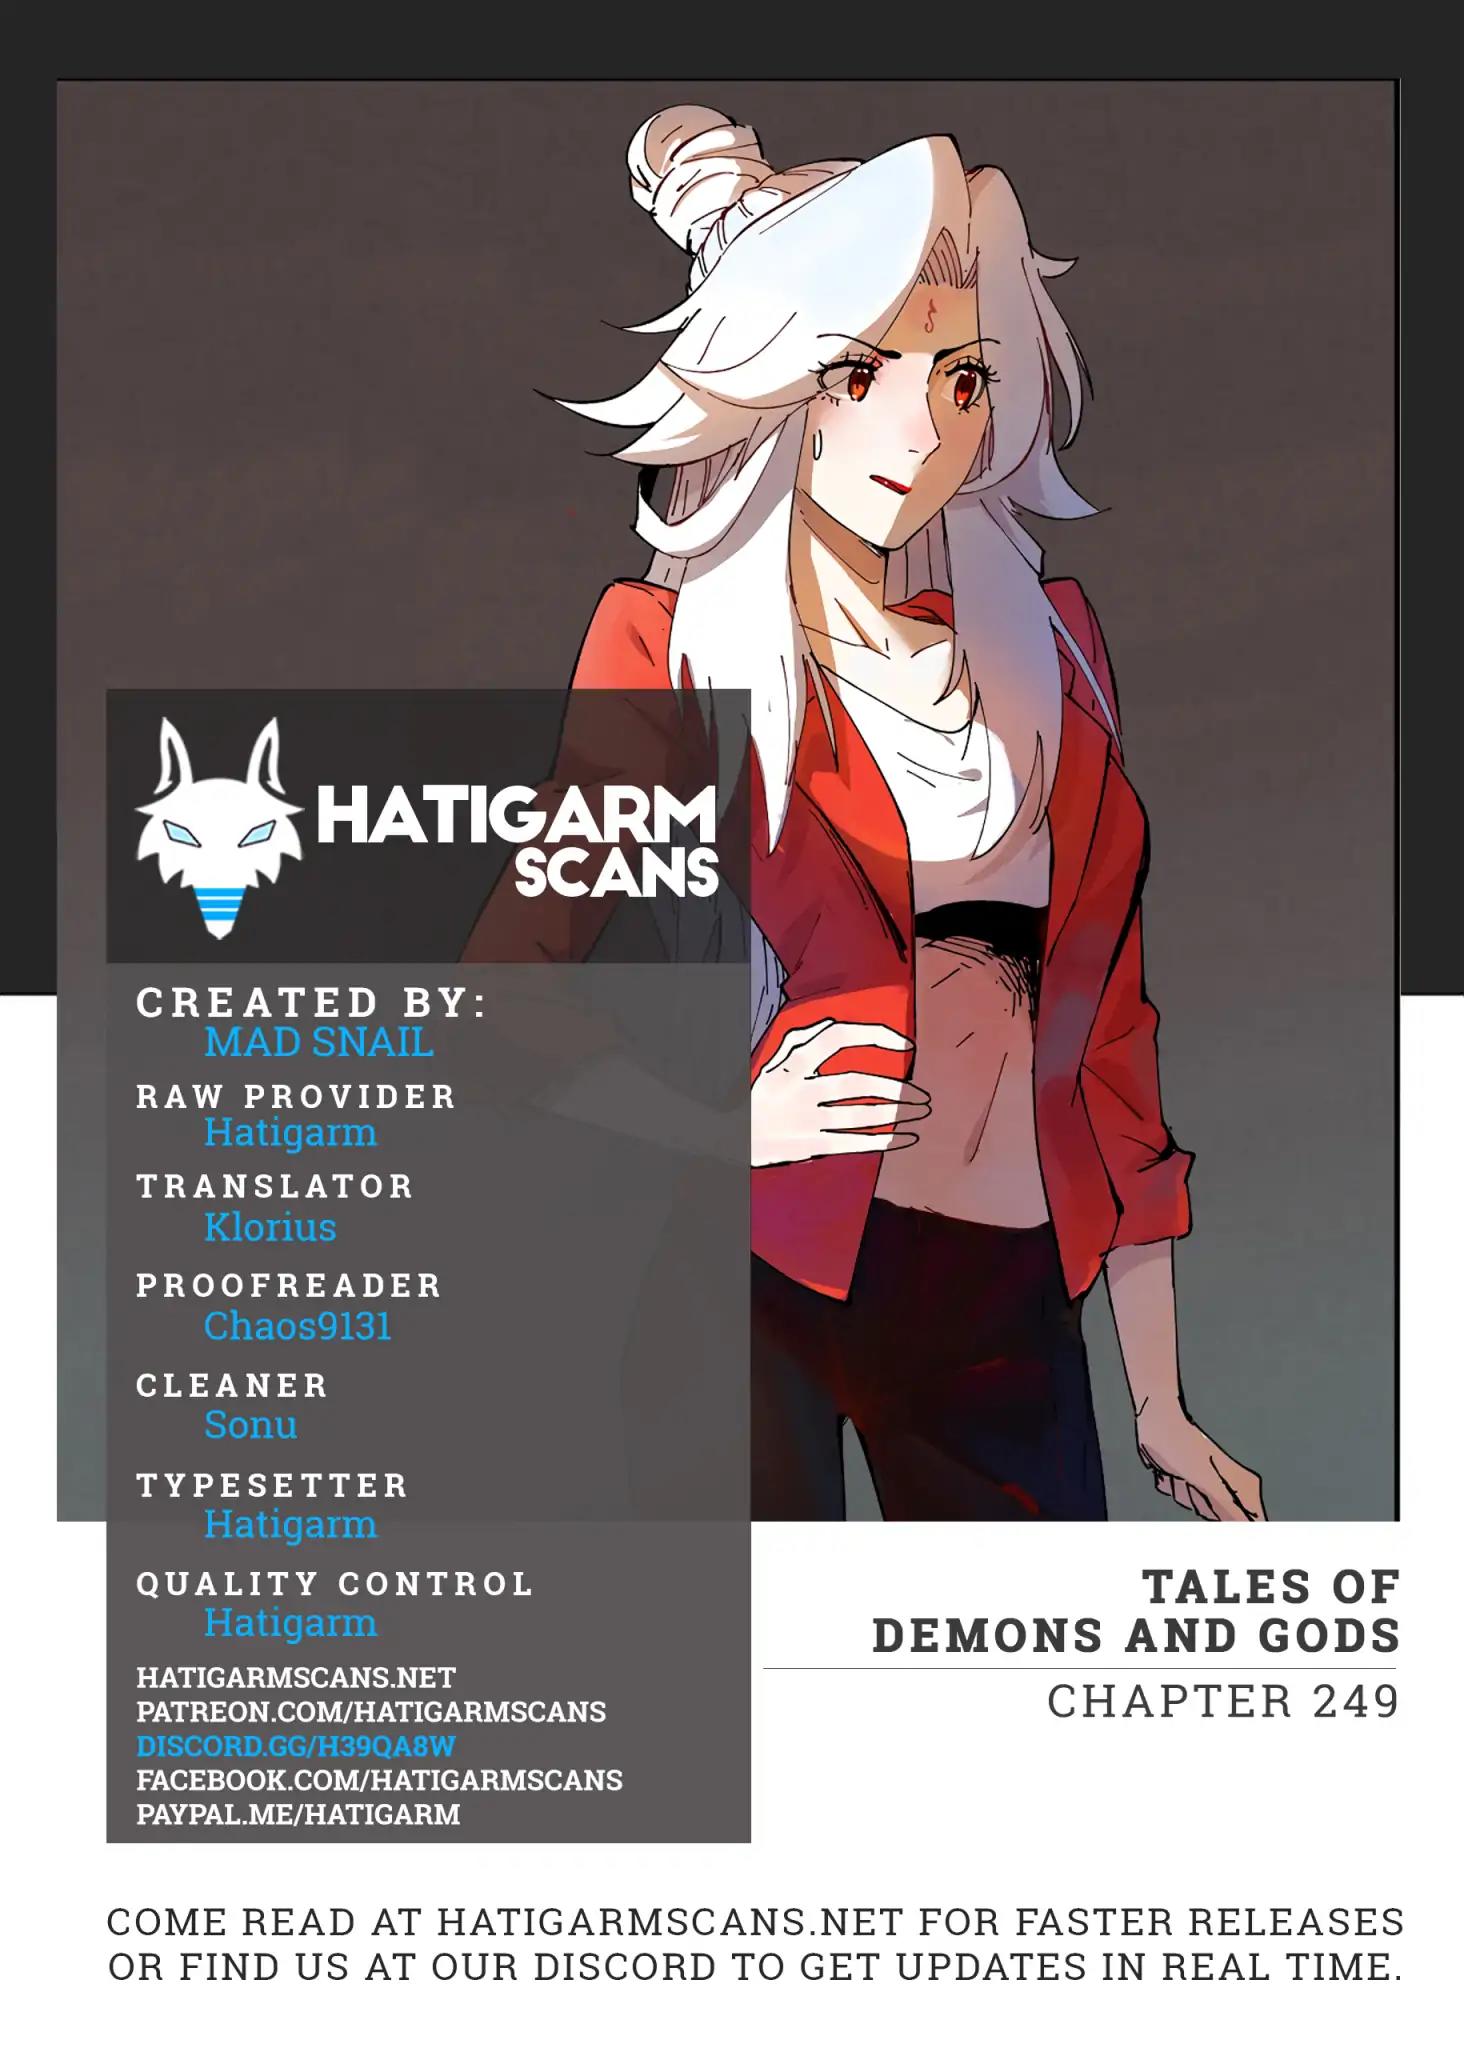 HATIGARM
SCANS
CREATED BY:
MAD SNAIL
RAW PROVIDER
Hatigarm
TRANSLATOR
Klorius
PROOFREADER
Chaos9131
CLEANER
Sonu
TYPESETTER
Hatigarm
QUALITY CONTROL
Hatigarm
HATIGARMSCANS.NET
PATREON.COM/HATIGARMSCANS
DISCORD.GG/H39QA8W
FACEBOOK.COM/HATIGARMSCANS
PAYPAL.ME/HATIGARM
TALES OF
DEMONS AND GODS
CHAPTER 249
COME READ AT HATIGARMSCANS.NET FOR FASTER RELEASES
OR FIND US AT OUR DISCORD TO GET UPDATES IN REAL TIME.